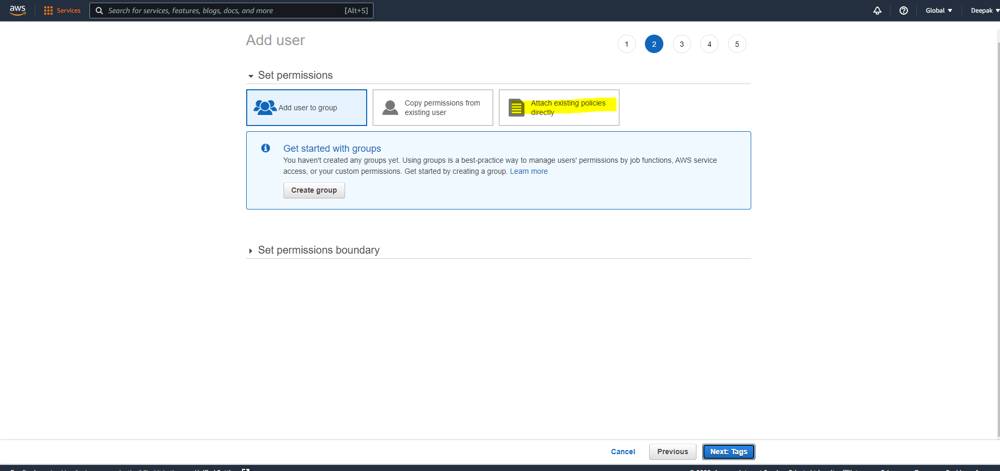 aws
Services
Search for services, features, blogs, docs, and more
[Alt+S]
Global
Deepak
Add user
1
2
3
4
5
Set permissions
Add user to group
Copy permissions from
existing user
Attach existing policies
directly
Get started with groups
You haven't created any groups yet. Using groups is a best-practice way to manage users' permissions by job functions, AWS service
access, or your custom permissions. Get started by creating a group. Learn more
Create group
Set permissions boundary
Cancel
Previous
Next: Tags